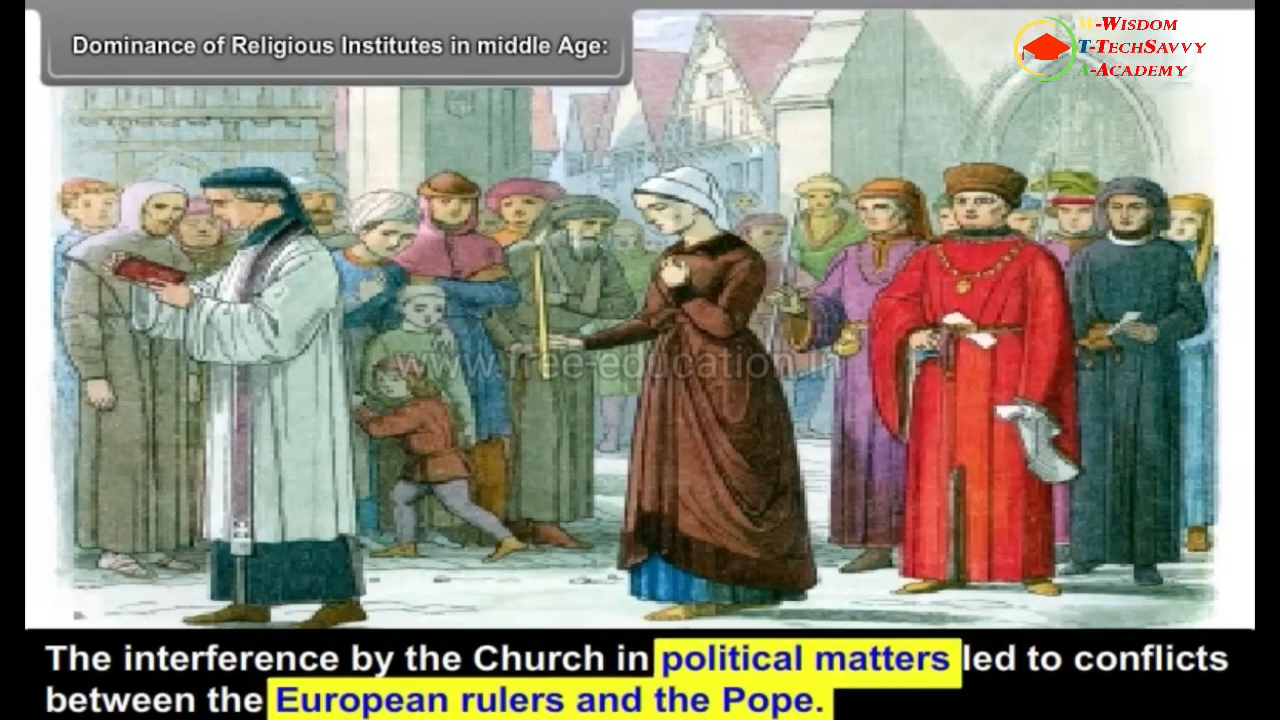 Dominance of Religious Institutes in middle Age:
W-WISDOM
T-TECHSAVVY
A-ACADEMY
www.free-education.in
The interference by the Church in political matters led to conflicts
between the European rulers and the Pope.